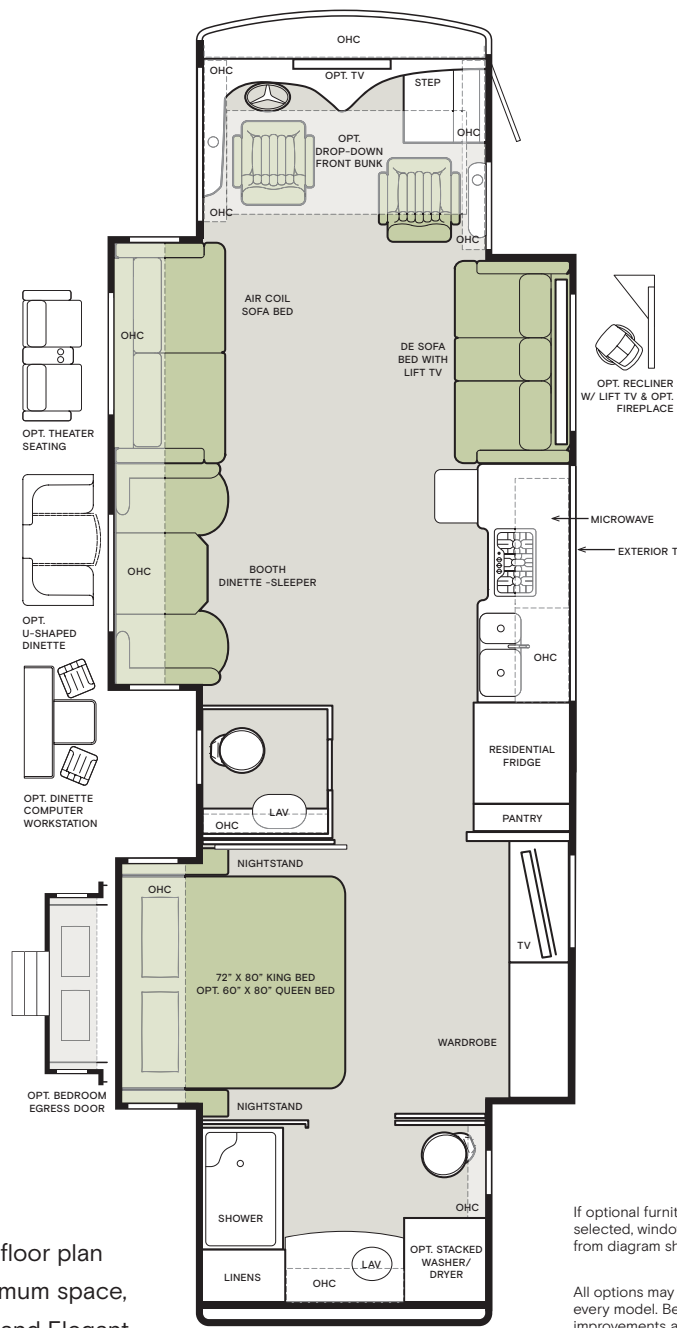 OHC
OHC
OPT. TV
STEP
OHC
OPT.
DROP-DOWN
FRONT BUNK
OHC
OHC
AIR COIL
SOFA BED
OHC
DE SOFA
BED WITH
LIFT TV
OPT. RECLINER
W/ LIFT TV & OPT.
FIREPLACE
OPT. THEATER
SEATING
MICROWAVE
EXTERIOR T
BOOTH
DINETTE -SLEEPER
OHC
OPT.
U-SHAPED
DINETTE
OHC
RESIDENTIAL
FRIDGE
OPT. DINETTE
COMPUTER
WORKSTATION
LAV
OHC
PANTRY
NIGHTSTAND
OHC
TV
72" X 80" KING BED
OPT. 60" X 80" QUEEN BED
WARDROBE
OPT. BEDROOM
EGRESS DOOR
NIGHTSTAND
SHOWER
OHC
LINENS
OHC
LAV
OPT. STACKED
WASHER/
DRYER
floor plan
mum space,
and Elegant
If optional furnit
selected, window
from diagram sh
All options may
every model. Be
improvements a